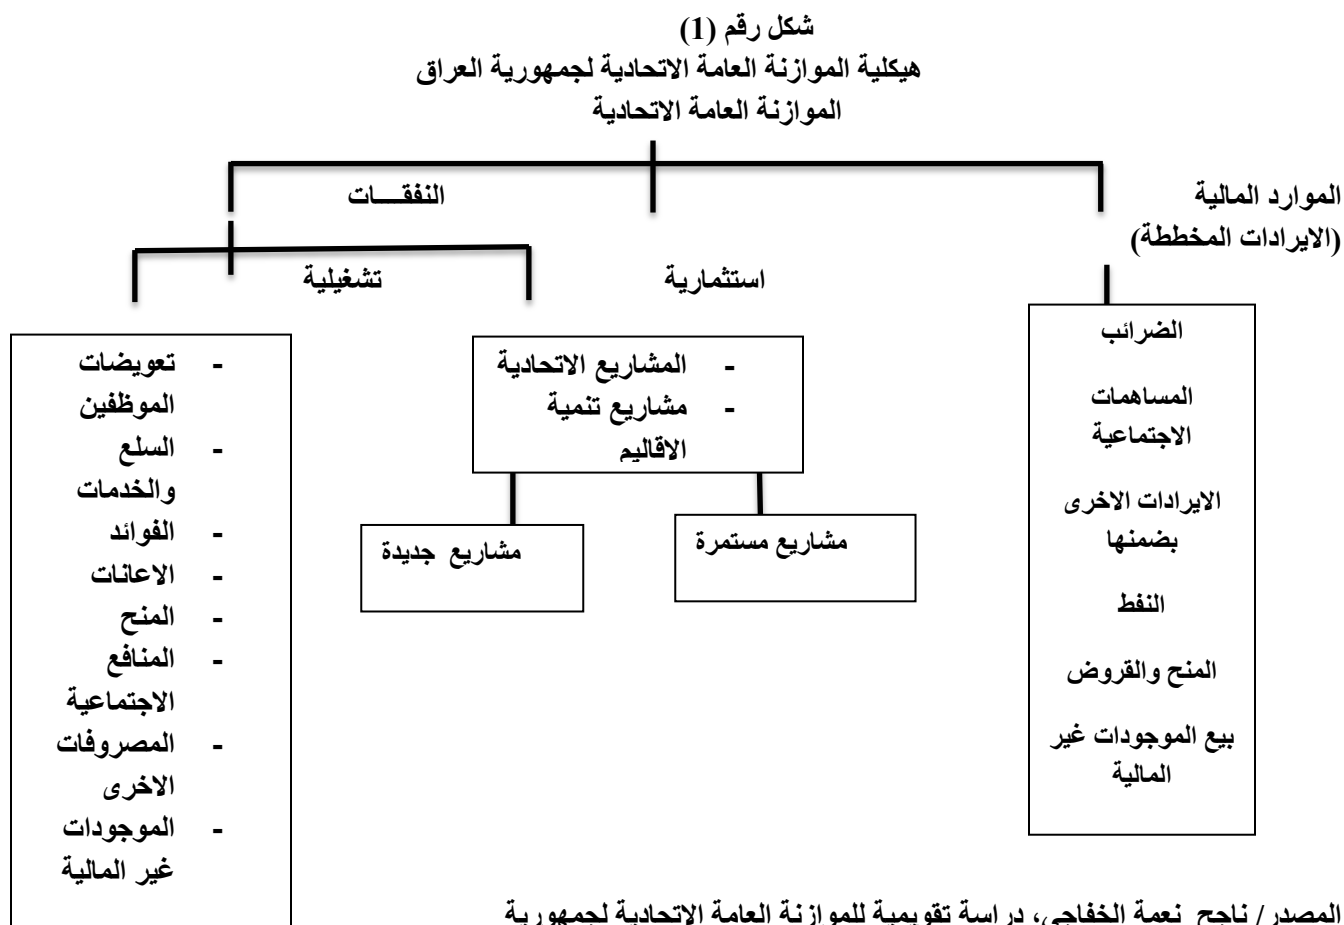 شكل رقم (1)
هيكلية الموازنة العامة الاتحادية لجمهورية العراق
الموازنة العامة الاتحادية
الموارد المالية
(الايرادات المخططة)
النفقـــات
استثمارية
تشغيلية
الضرائب
المساهمات
الاجتماعية
الايرادات الاخرى
بضمنها
النفط
المنح والقروض
بيع الموجودات غير
المالية
- المشاريع الاتحادية
- مشاريع تنمية
الاقاليم
مشاريع مستمرة
مشاريع جديدة
- تعويضات
الموظفين
- السلع
والخدمات
- الفوائد
- الاعانات
- المنح
- المنافع
الاجتماعية
- المصروفات
الاخرى
- الموجودات
غير المالية
المصدر/ ناجح نعمة الخفاجي، دراسة تقويمية للموازنة العامة الاتحادية لجمهورية